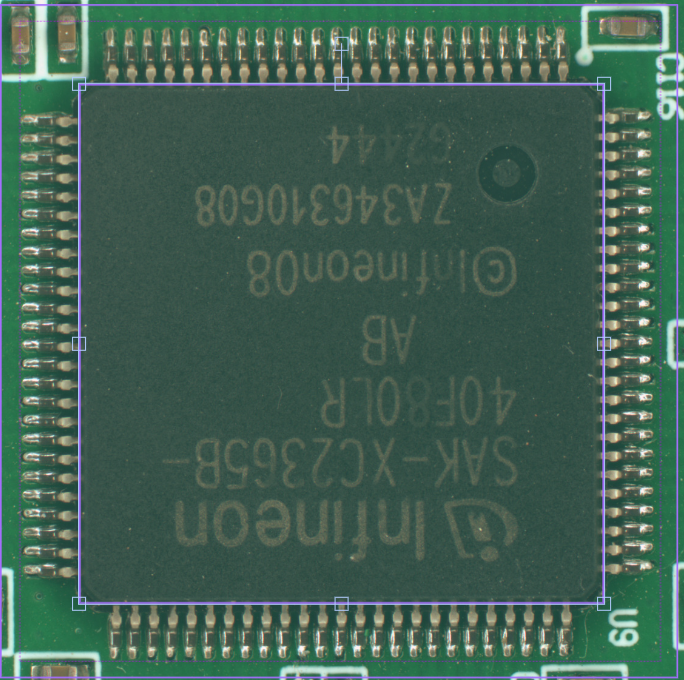 Infineon
SAK-XC2365B-
40F80LR
AB
©Infineon08
ZA346310G08
G2444
U9